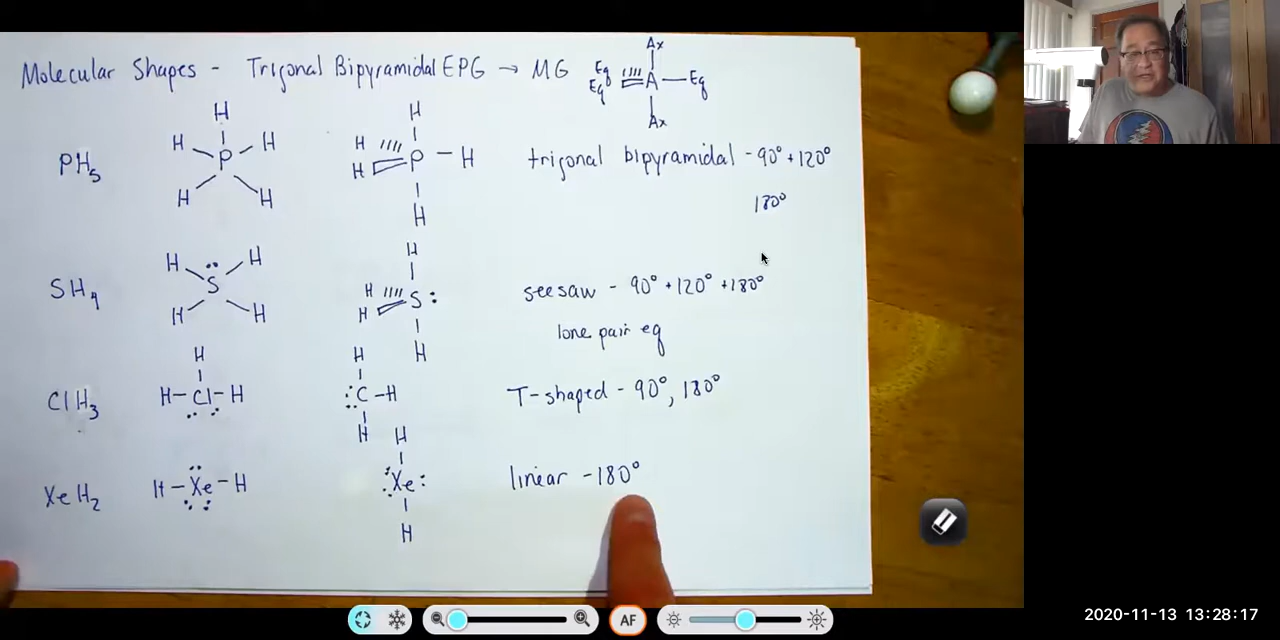 Molecular Shapes - Trigonal Bipyramidal EPG → MG
Ax
Eq
Eq A Eq
Ax
PH5
H
H P H
H H
H
H
H P H
H
trigonal bipyramidal - 90° + 120°
180°
SH4
H H
S
H H
H
H
H S
H
seesaw - 90° + 120° + 180°
lone pair eq
ClH3
H
H-Cl-H
H
C-H
H
T-shaped - 90°, 180°
XeH2
H-Xe-H
H
Xe
H
linear - 180°
AF
2020-11-13 13:28:17